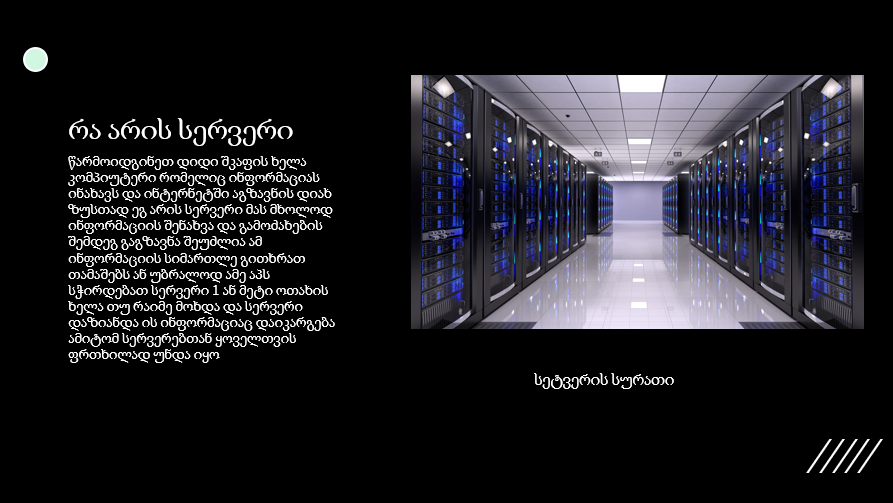 რა არის სერვერი
წარმოიდგინეთ დიდი შკაფის ხელა
კომპიუტერი რომელიც ინფორმაციას
ინახავს და ინტერნეტში აგზავნის დიახ
ზუსთად ეგ არის სერვერი მას მხოლოდ
ინფორმაციის შენახვა და გამოძახების
შემდეგ გაგზავნა შეუძლია ამ
ინფორმაციის სიმართლე გითხრათ
თამაშებს ან უბრალოდ ამე აპს
სჭირდებათ სერვერი 1 ან მეტი ოთახის
ხელა თუ რაიმე მოხდა და სერვერი
დაზიანდა ის ინფორმაციაც დაიკარგება
ამიტომ სერვერებთან ყოველთვის
ფრთხილად უნდა იყო
სეტვერის სურათი